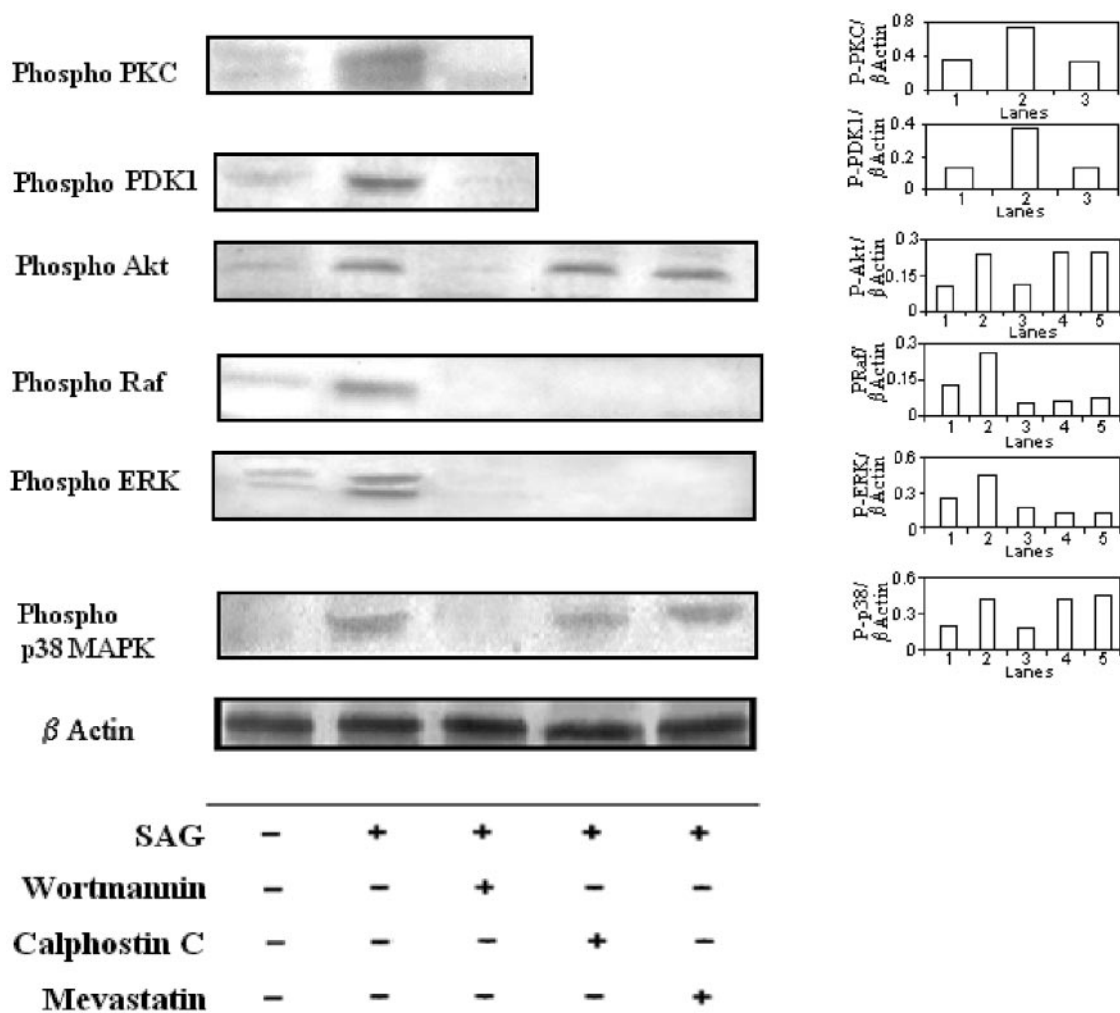 Phospho PKC
Phospho PDK1
Phospho Akt
Phospho Raf
Phospho ERK
Phospho
p38 MAPK
β Actin
SAG − + + + +
Wortmannin − − + − −
Calphostin C − − − + −
Mevastatin − − − − +
P-PKC/
β Actin
0.8
0.4
0
1 2 3
Lanes
P-PDK1/
β Actin
0.4
0.2
0
1 2 3
Lanes
P-Akt/
β Actin
0.3
0.15
0
1 2 3 4 5
Lanes
PRaf/
β Actin
0.3
0.15
0
1 2 3 4 5
Lanes
P-ERK/
β Actin
0.6
0.3
0
1 2 3 4 5
Lanes
P-p38/
β Actin
0.6
0.3
0
1 2 3 4 5
Lanes